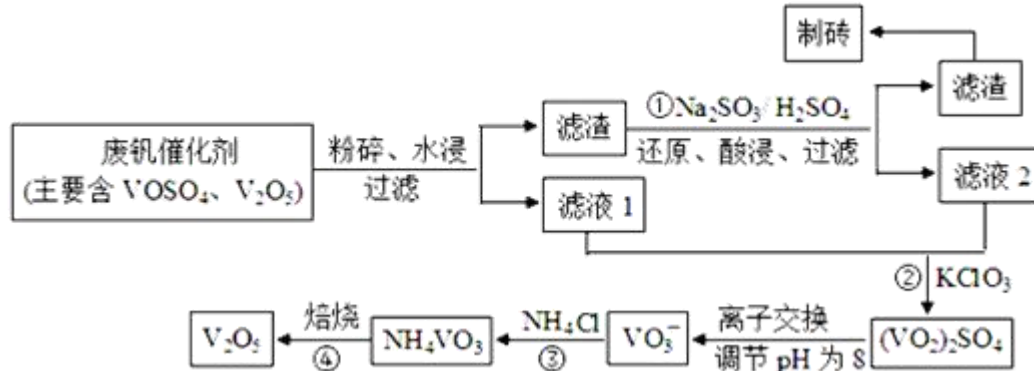 制砖
滤渣
①Na₂SO₃/H₂SO₄
还原、酸浸、过滤
滤渣
废钒催化剂
(主要含 VOSO₄、V₂O₅)
粉碎、水浸
过滤
滤液 1
滤液 2
②
KClO₃
V₂O₅
焙烧
④
NH₄VO₃
NH₄Cl
③
VO₃⁻
离子交换
调节 pH 为 8
(VO₂)₂SO₄